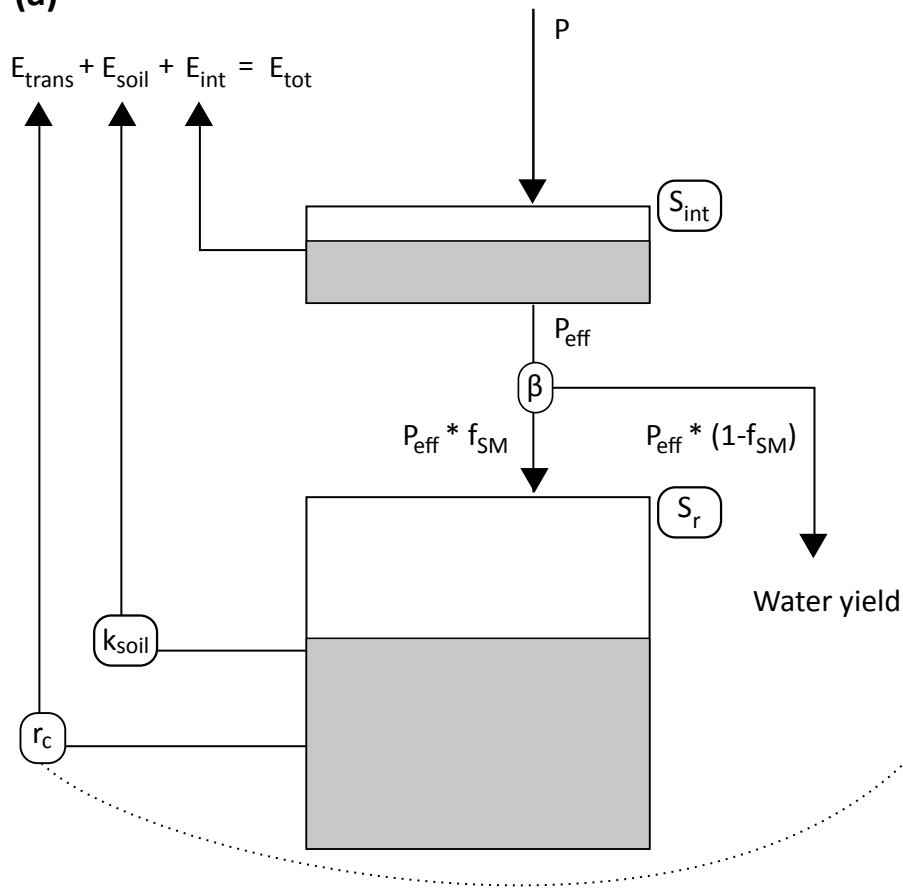 P
E_trans + E_soil + E_int = E_tot
S_int
P_eff
β
P_eff * f_SM
P_eff * (1-f_SM)
S_r
Water yield
k_soil
r_c